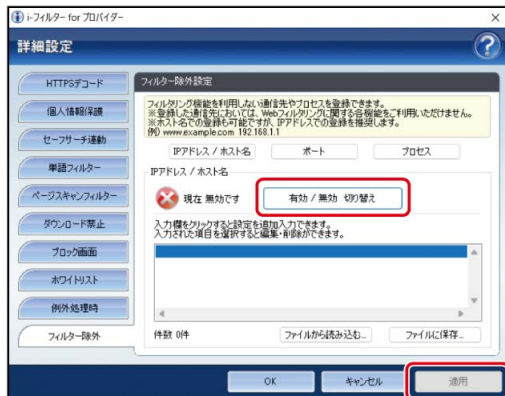 i-フィルター for プロバイダー
詳細設定
?
HTTPSデコード
個人情報保護
セーフサーチ連動
単語フィルター
ページスキャンフィルター
ダウンロード禁止
ブロック画面
ホワイトリスト
例外処理時
フィルター除外
フィルター除外設定
フィルタリング機能を利用しない通信先やプロセスを登録できます。
※登録した通信先においては、Webフィルタリングに関する各機能をご利用いただけません。
※ホスト名での登録も可能ですが、IPアドレスでの登録を推奨します。
例) www.example.com 192.168.1.1
IPアドレス / ホスト名
ポート
プロセス
IPアドレス / ホスト名
現在 無効です
有効 / 無効 切り替え
入力欄をクリックすると設定を追加入力できます。
入力された項目を選択すると編集・削除ができます。
件数 0件
ファイルから読み込む...
ファイルに保存...
OK
キャンセル
適用